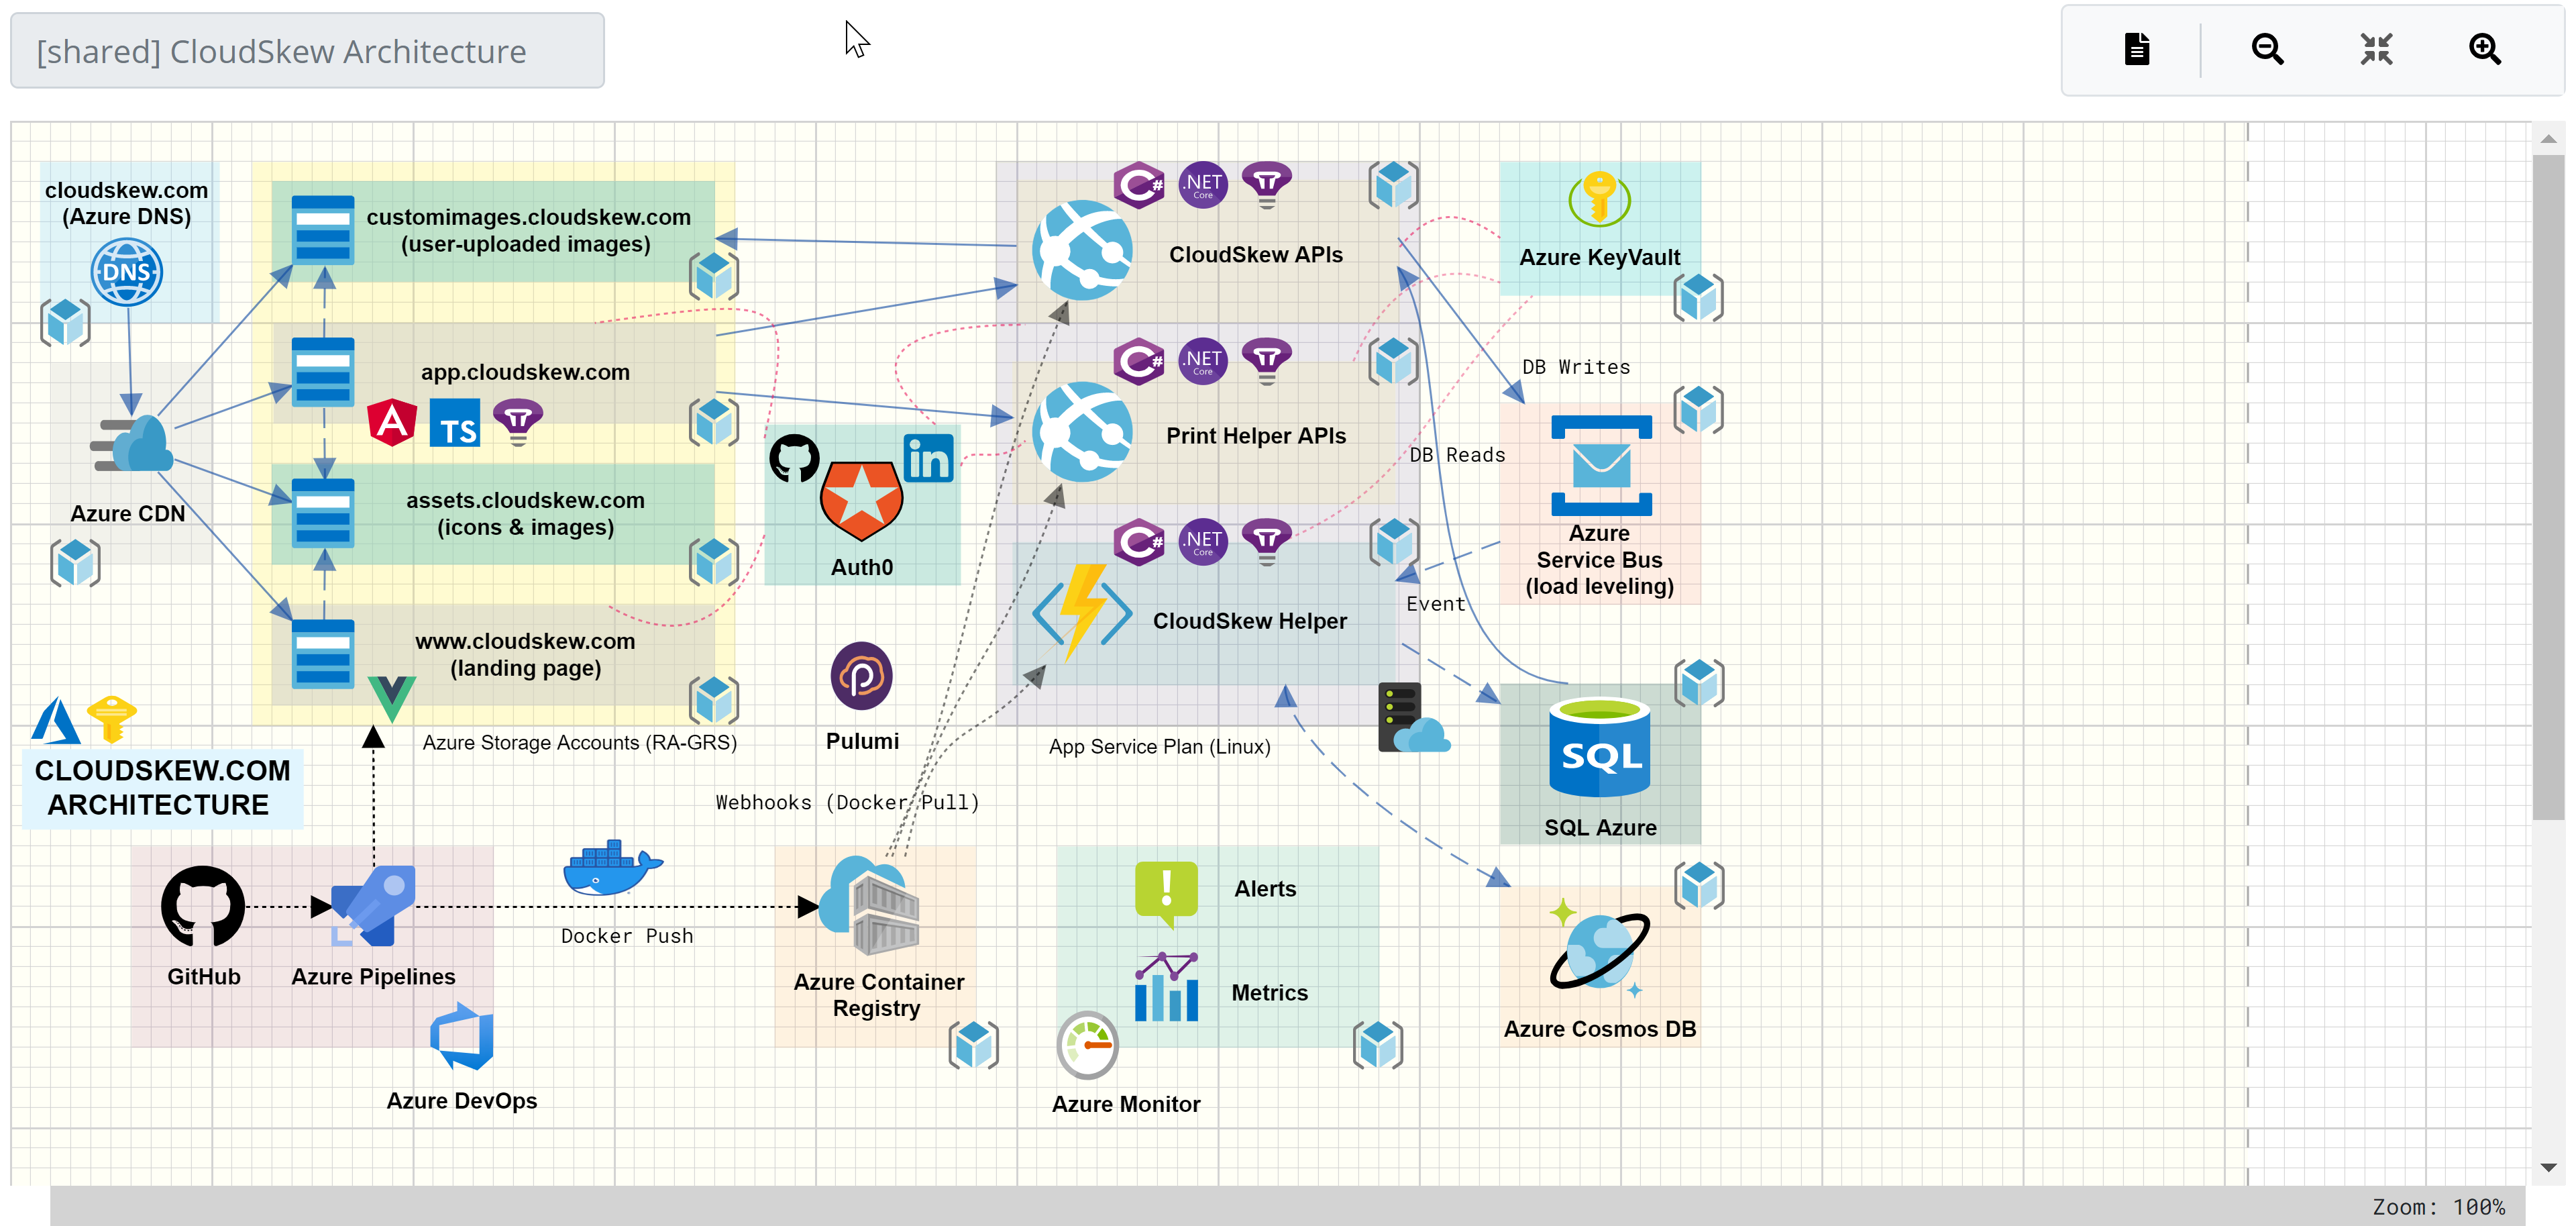 [shared] CloudSkew Architecture
cloudskew.com
(Azure DNS)
DNS
Azure CDN
customimages.cloudskew.com
(user-uploaded images)
app.cloudskew.com
TS
assets.cloudskew.com
(icons & images)
www.cloudskew.com
(landing page)
Azure Storage Accounts (RA-GRS)
CLOUDSKEW.COM
ARCHITECTURE
in
Auth0
Pulumi
Webhooks (Docker Pull)
C#
.NET
Core
CloudSkew APIs
C#
.NET
Core
Print Helper APIs
C#
.NET
Core
CloudSkew Helper
App Service Plan (Linux)
Azure KeyVault
DB Writes
DB Reads
Azure
Service Bus
(load leveling)
Event
SQL
SQL Azure
Azure Cosmos DB
GitHub
Azure Pipelines
Azure DevOps
Docker Push
Azure Container
Registry
Alerts
Metrics
Azure Monitor
Zoom: 100%